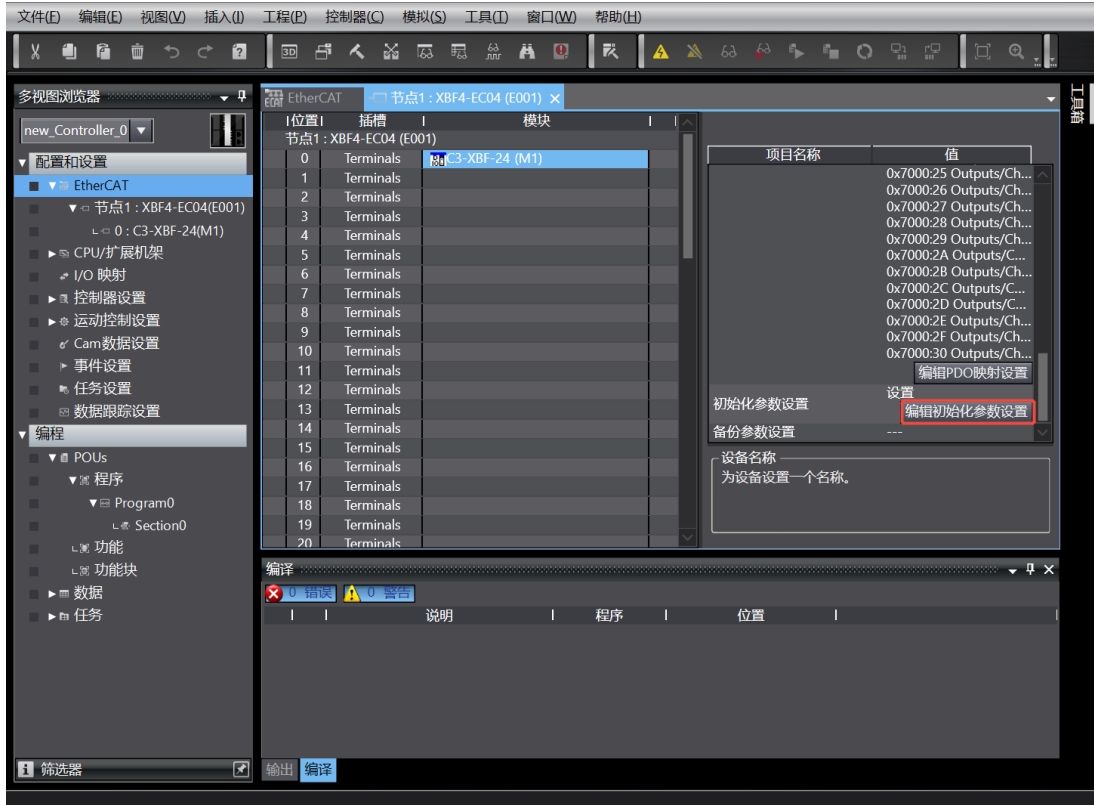 文件(F) 编辑(E) 视图(V) 插入(I) 工程(P) 控制器(C) 模拟(S) 工具(T) 窗口(W) 帮助(H)
多视图浏览器
new_Controller_0
配置和设置
EtherCAT
节点1 : XBF4-EC04(E001)
0 : C3-XBF-24(M1)
CPU/扩展机架
I/O 映射
控制器设置
运动控制设置
Cam数据设置
事件设置
任务设置
数据跟踪设置
编程
POUs
程序
Program0
Section0
功能
功能块
数据
任务
筛选器
EtherCAT 节点1 : XBF4-EC04 (E001)
位置 插槽 模块
节点1 : XBF4-EC04 (E001)
0 Terminals C3-XBF-24 (M1)
1 Terminals
2 Terminals
3 Terminals
4 Terminals
5 Terminals
6 Terminals
7 Terminals
8 Terminals
9 Terminals
10 Terminals
11 Terminals
12 Terminals
13 Terminals
14 Terminals
15 Terminals
16 Terminals
17 Terminals
18 Terminals
19 Terminals
20 Terminals
项目名称 值
0x7000:25 Outputs/Ch...
0x7000:26 Outputs/Ch...
0x7000:27 Outputs/Ch...
0x7000:28 Outputs/Ch...
0x7000:29 Outputs/Ch...
0x7000:2A Outputs/C...
0x7000:2B Outputs/Ch...
0x7000:2C Outputs/C...
0x7000:2D Outputs/C...
0x7000:2E Outputs/Ch...
0x7000:2F Outputs/Ch...
0x7000:30 Outputs/Ch...
编辑PDO映射设置
设置
初始化参数设置
编辑初始化参数设置
备份参数设置 ---
设备名称
为设备设置一个名称。
工具箱
编译
0 错误 0 警告
说明 程序 位置
输出 编译